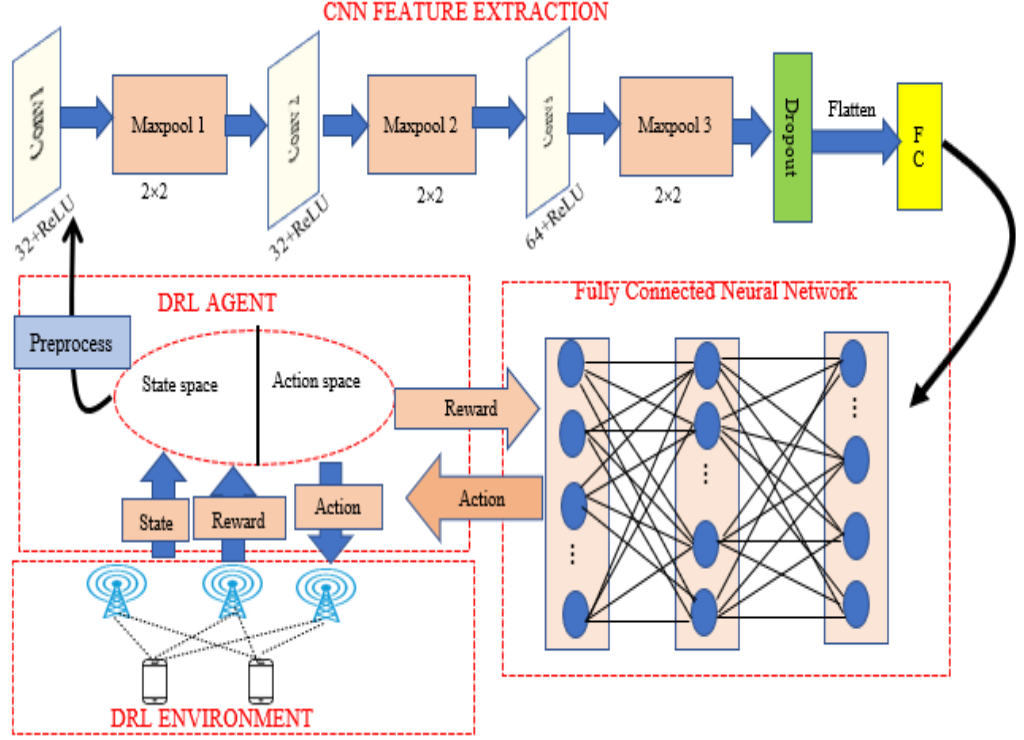 CNN FEATURE EXTRACTION
Conv1
32+ReLU
Maxpool 1
2×2
Conv 2
32+ReLU
Maxpool 2
2×2
Conv3
64+ReLU
Maxpool 3
2×2
Dropout
Flatten
F
C
DRL AGENT
Preprocess
State space
Action space
Reward
Action
State
Reward
Action
Fully Connected Neural Network
...
...
...
DRL ENVIRONMENT